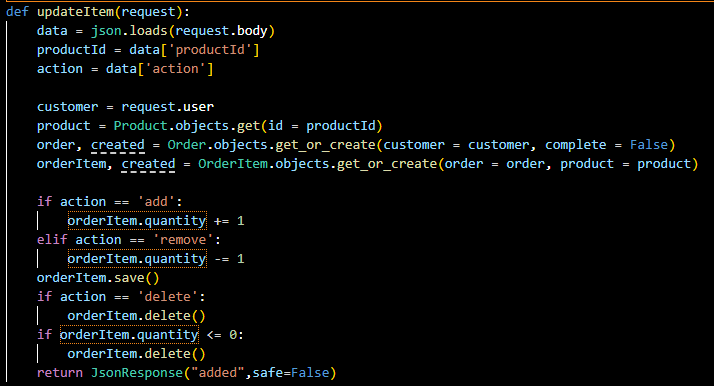 def updateItem(request):
    data = json.loads(request.body)
    productId = data['productId']
    action = data['action']

    customer = request.user
    product = Product.objects.get(id = productId)
    order, created = Order.objects.get_or_create(customer = customer, complete = False)
    orderItem, created = OrderItem.objects.get_or_create(order = order, product = product)

    if action == 'add':
        orderItem.quantity += 1
    elif action == 'remove':
        orderItem.quantity -= 1
    orderItem.save()
    if action == 'delete':
        orderItem.delete()
    if orderItem.quantity <= 0:
        orderItem.delete()
    return JsonResponse("added",safe=False)